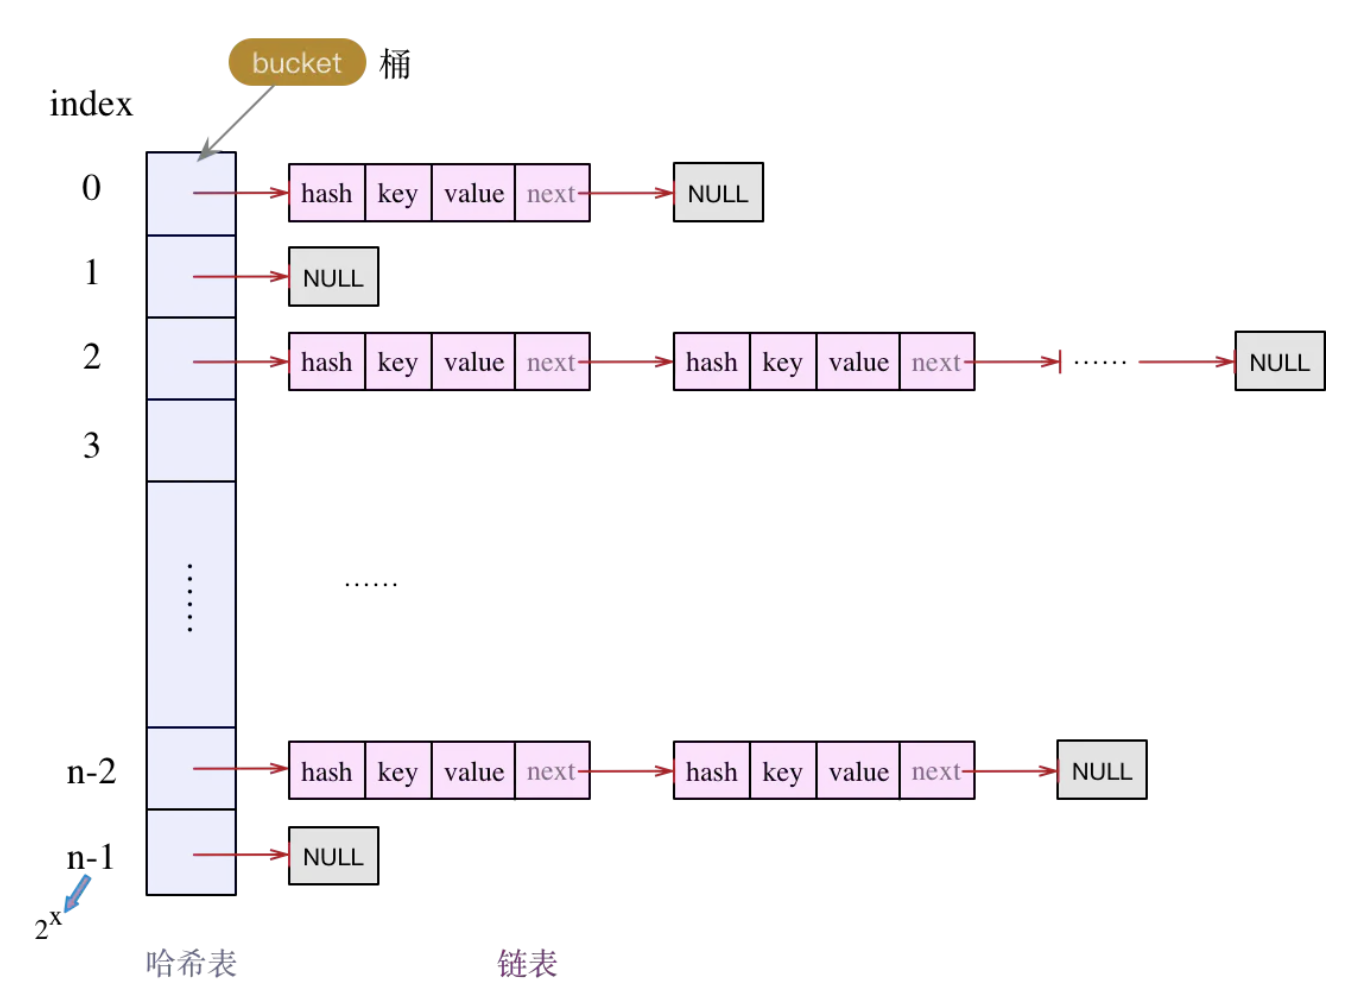 bucket 桶
index
0 hash key value next NULL
1 NULL
2 hash key value next hash key value next ...... NULL
3
...... ......
n-2 hash key value next hash key value next NULL
n-1 NULL
2^x
哈希表 链表